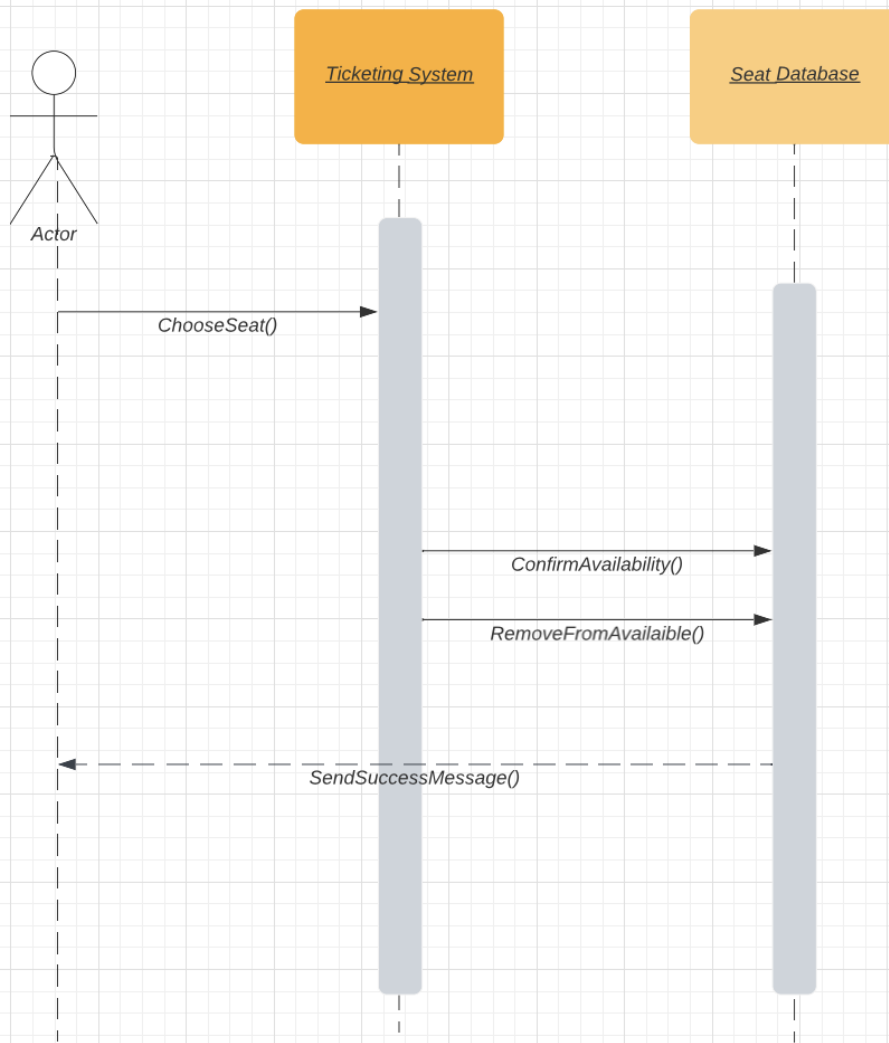 Ticketing System
Seat Database
Actor
ChooseSeat()
ConfirmAvailability()
RemoveFromAvailaible()
SendSuccessMessage()